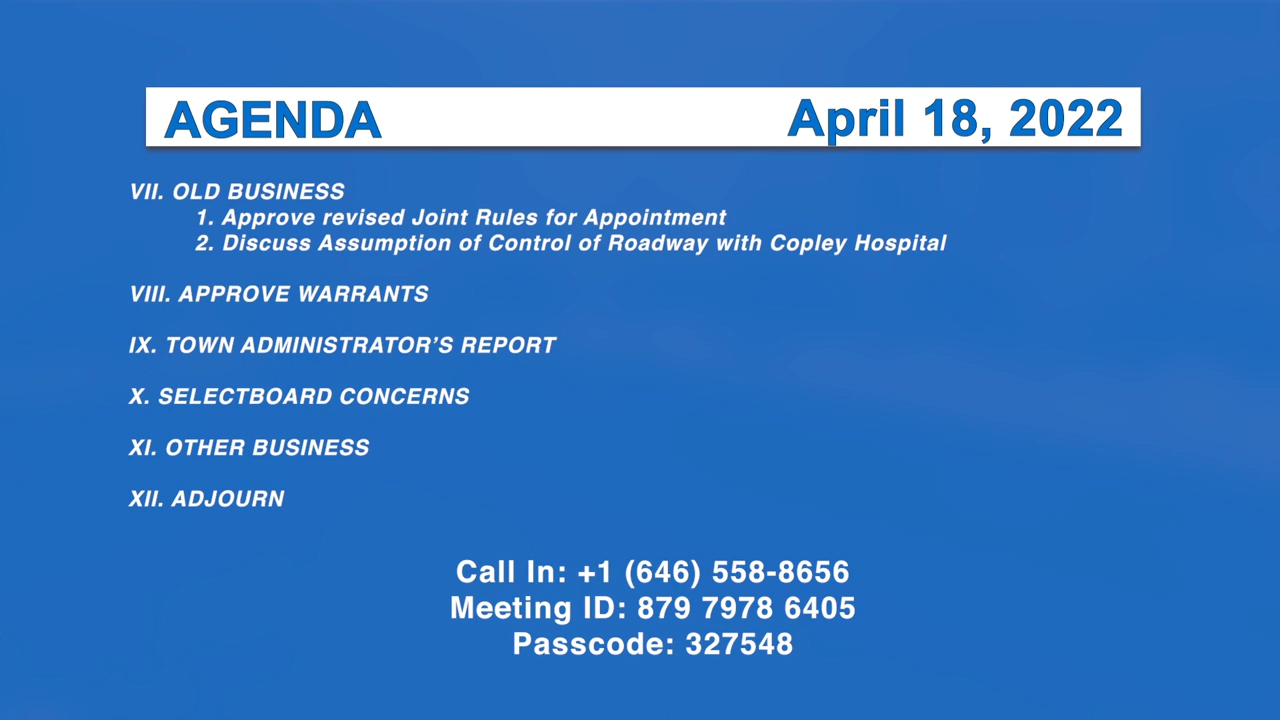 AGENDA April 18, 2022
VII. OLD BUSINESS
1. Approve revised Joint Rules for Appointment
2. Discuss Assumption of Control of Roadway with Copley Hospital
VIII. APPROVE WARRANTS
IX. TOWN ADMINISTRATOR’S REPORT
X. SELECTBOARD CONCERNS
XI. OTHER BUSINESS
XII. ADJOURN
Call In: +1 (646) 558-8656
Meeting ID: 879 7978 6405
Passcode: 327548